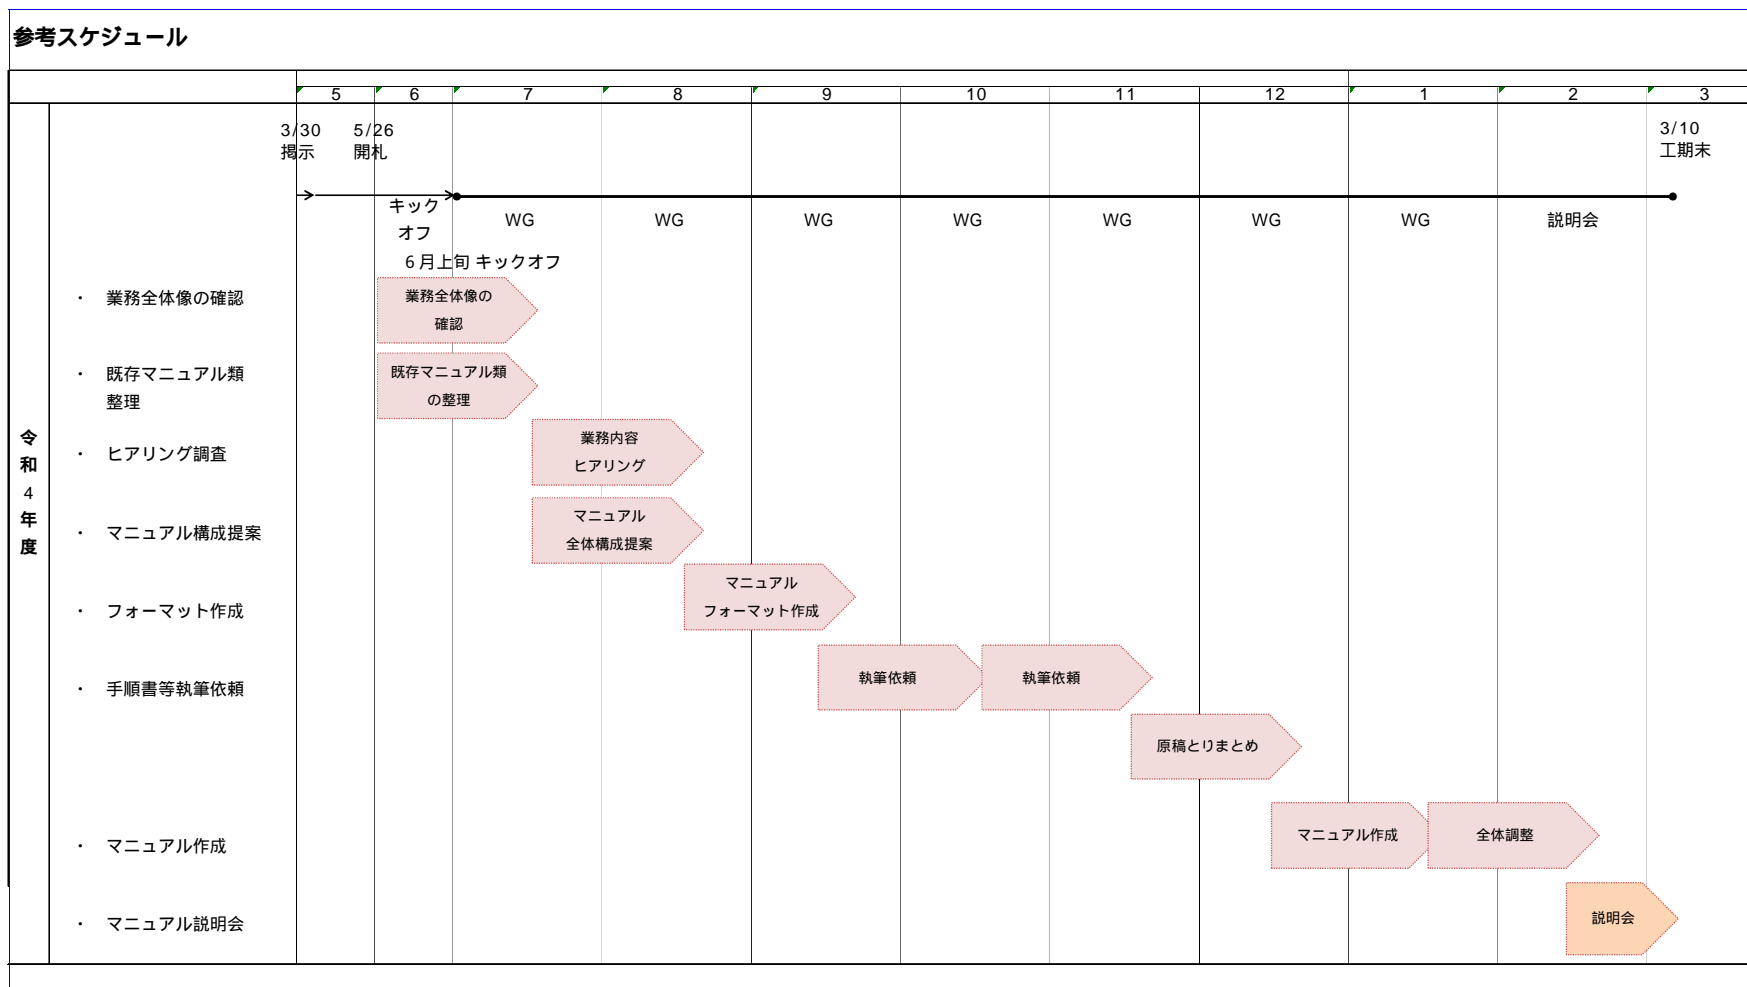 参考スケジュール
5 6 7 8 9 10 11 12 1 2 3
3/30 5/26 3/10
掲示 開札 工期末
キック
オフ
WG WG WG WG WG WG WG 説明会
6月上旬 キックオフ
令和4年度
・ 業務全体像の確認
業務全体像の
確認
・ 既存マニュアル類
整理
既存マニュアル類
の整理
・ ヒアリング調査
業務内容
ヒアリング
・ マニュアル構成提案
マニュアル
全体構成提案
・ フォーマット作成
マニュアル
フォーマット作成
・ 手順書等執筆依頼
執筆依頼 執筆依頼
原稿とりまとめ
・ マニュアル作成
マニュアル作成 全体調整
・ マニュアル説明会
説明会